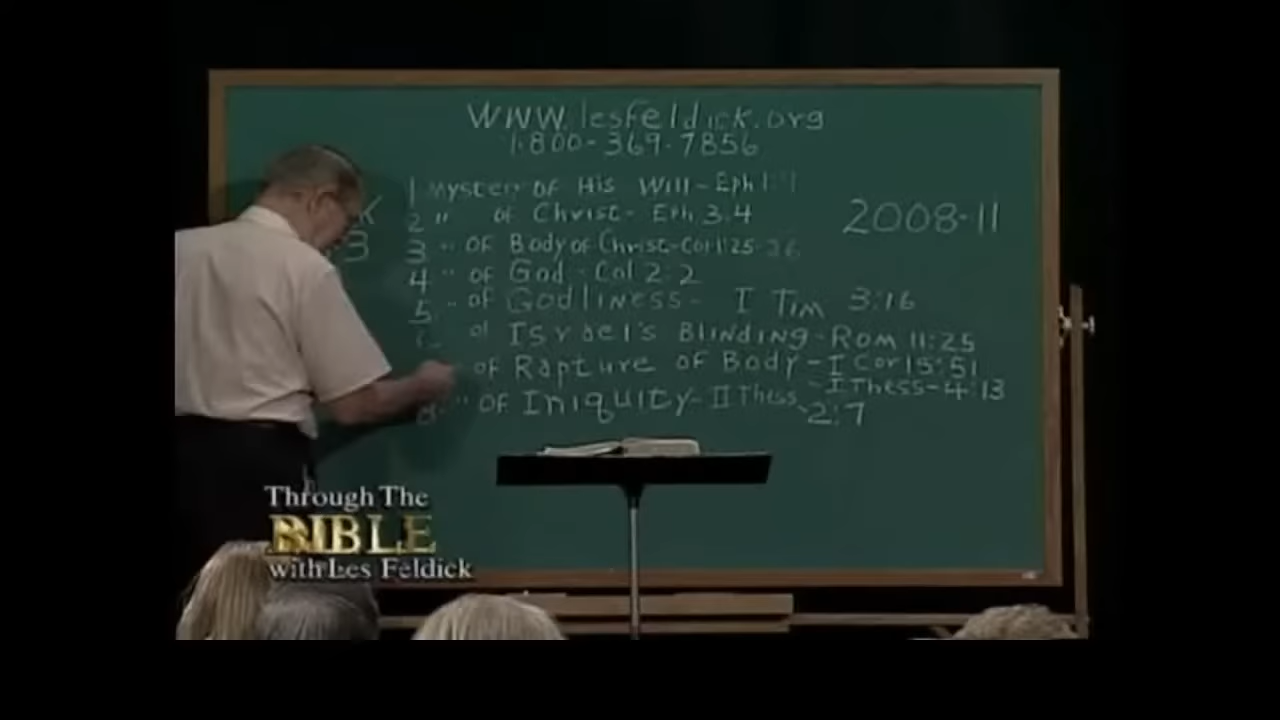 WWW.lesfeldick.org
1-800-369-7856
1 Mystery of His Will - Eph 1:9
2 " of Christ - Eph 3:4
3 " of Body of Christ - Col 1:25-26
4 " of God - Col 2:2
5 " of Godliness - I Tim 3:16
of Israel's Blinding - Rom 11:25
of Rapture of Body - I Cor 15:51
- I Thess - 4:13
8 " of Iniquity - II Thess - 2:7
2008-11
K
3
Through The
BIBLE
with Les Feldick